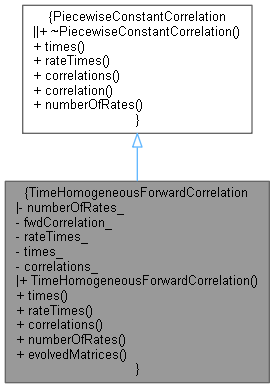 {PiecewiseConstantCorrelation
||+ ~PiecewiseConstantCorrelation()
+ times()
+ rateTimes()
+ correlations()
+ correlation()
+ numberOfRates()
}
{TimeHomogeneousForwardCorrelation
|- numberOfRates_
- fwdCorrelation_
- rateTimes_
- times_
- correlations_
|+ TimeHomogeneousForwardCorrelation()
+ times()
+ rateTimes()
+ correlations()
+ numberOfRates()
+ evolvedMatrices()
}